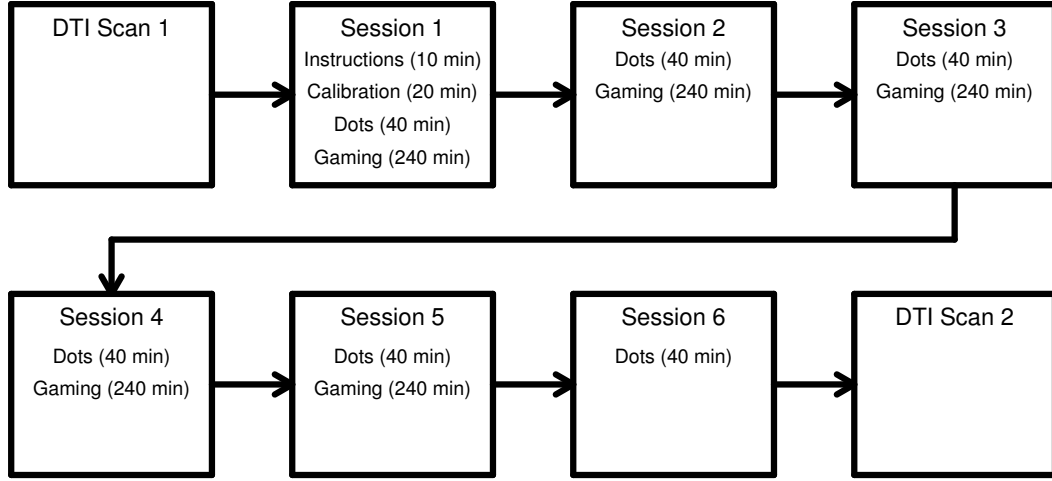 DTI Scan 1
Session 1
Instructions (10 min)
Calibration (20 min)
Dots (40 min)
Gaming (240 min)
Session 2
Dots (40 min)
Gaming (240 min)
Session 3
Dots (40 min)
Gaming (240 min)
Session 4
Dots (40 min)
Gaming (240 min)
Session 5
Dots (40 min)
Gaming (240 min)
Session 6
Dots (40 min)
DTI Scan 2